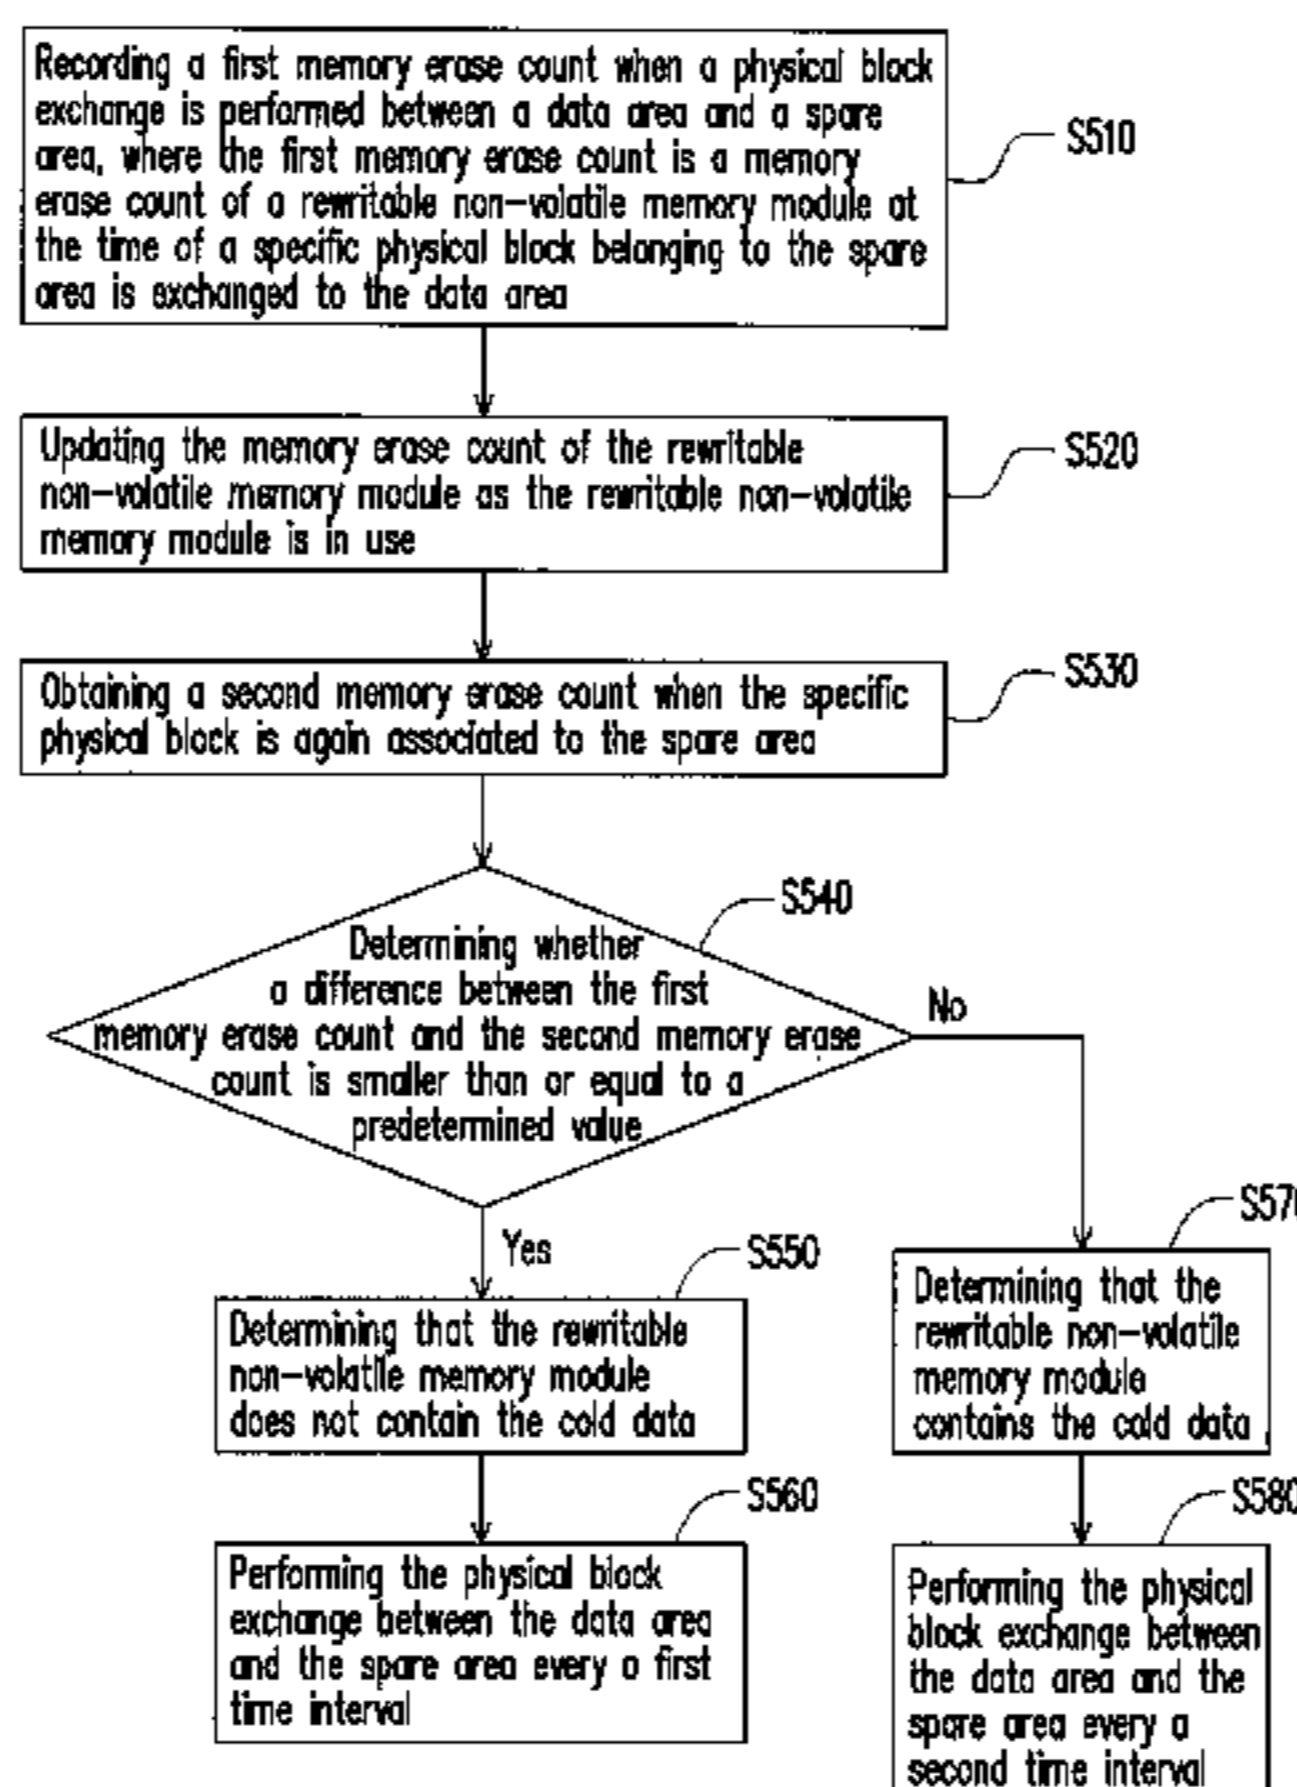 Recording a first memory erase count when a physical block
exchange is performed between a data area and a spare
area, where the first memory erase count is a memory
erase count of a rewritable non-volatile memory module at
the time of a specific physical block belonging to the spare
area is exchanged to the data area
S510
Updating the memory erase count of the rewritable
non-volatile memory module as the rewritable non-volatile
memory module is in use
S520
Obtaining a second memory erase count when the specific
physical block is again associated to the spare area
S530
S540
Determining whether
a difference between the first
memory erase count and the second memory erase
count is smaller than or equal to a
predetermined value
No
Yes
S550
Determining that the rewritable
non-volatile memory module
does not contain the cold data
S560
Performing the physical block
exchange between the data area
and the spare area every a first
time interval
S570
Determining that the
rewritable non-volatile
memory module
contains the cold data
S580
Performing the physical
block exchange between
the data area and the
spare area every a
second time interval